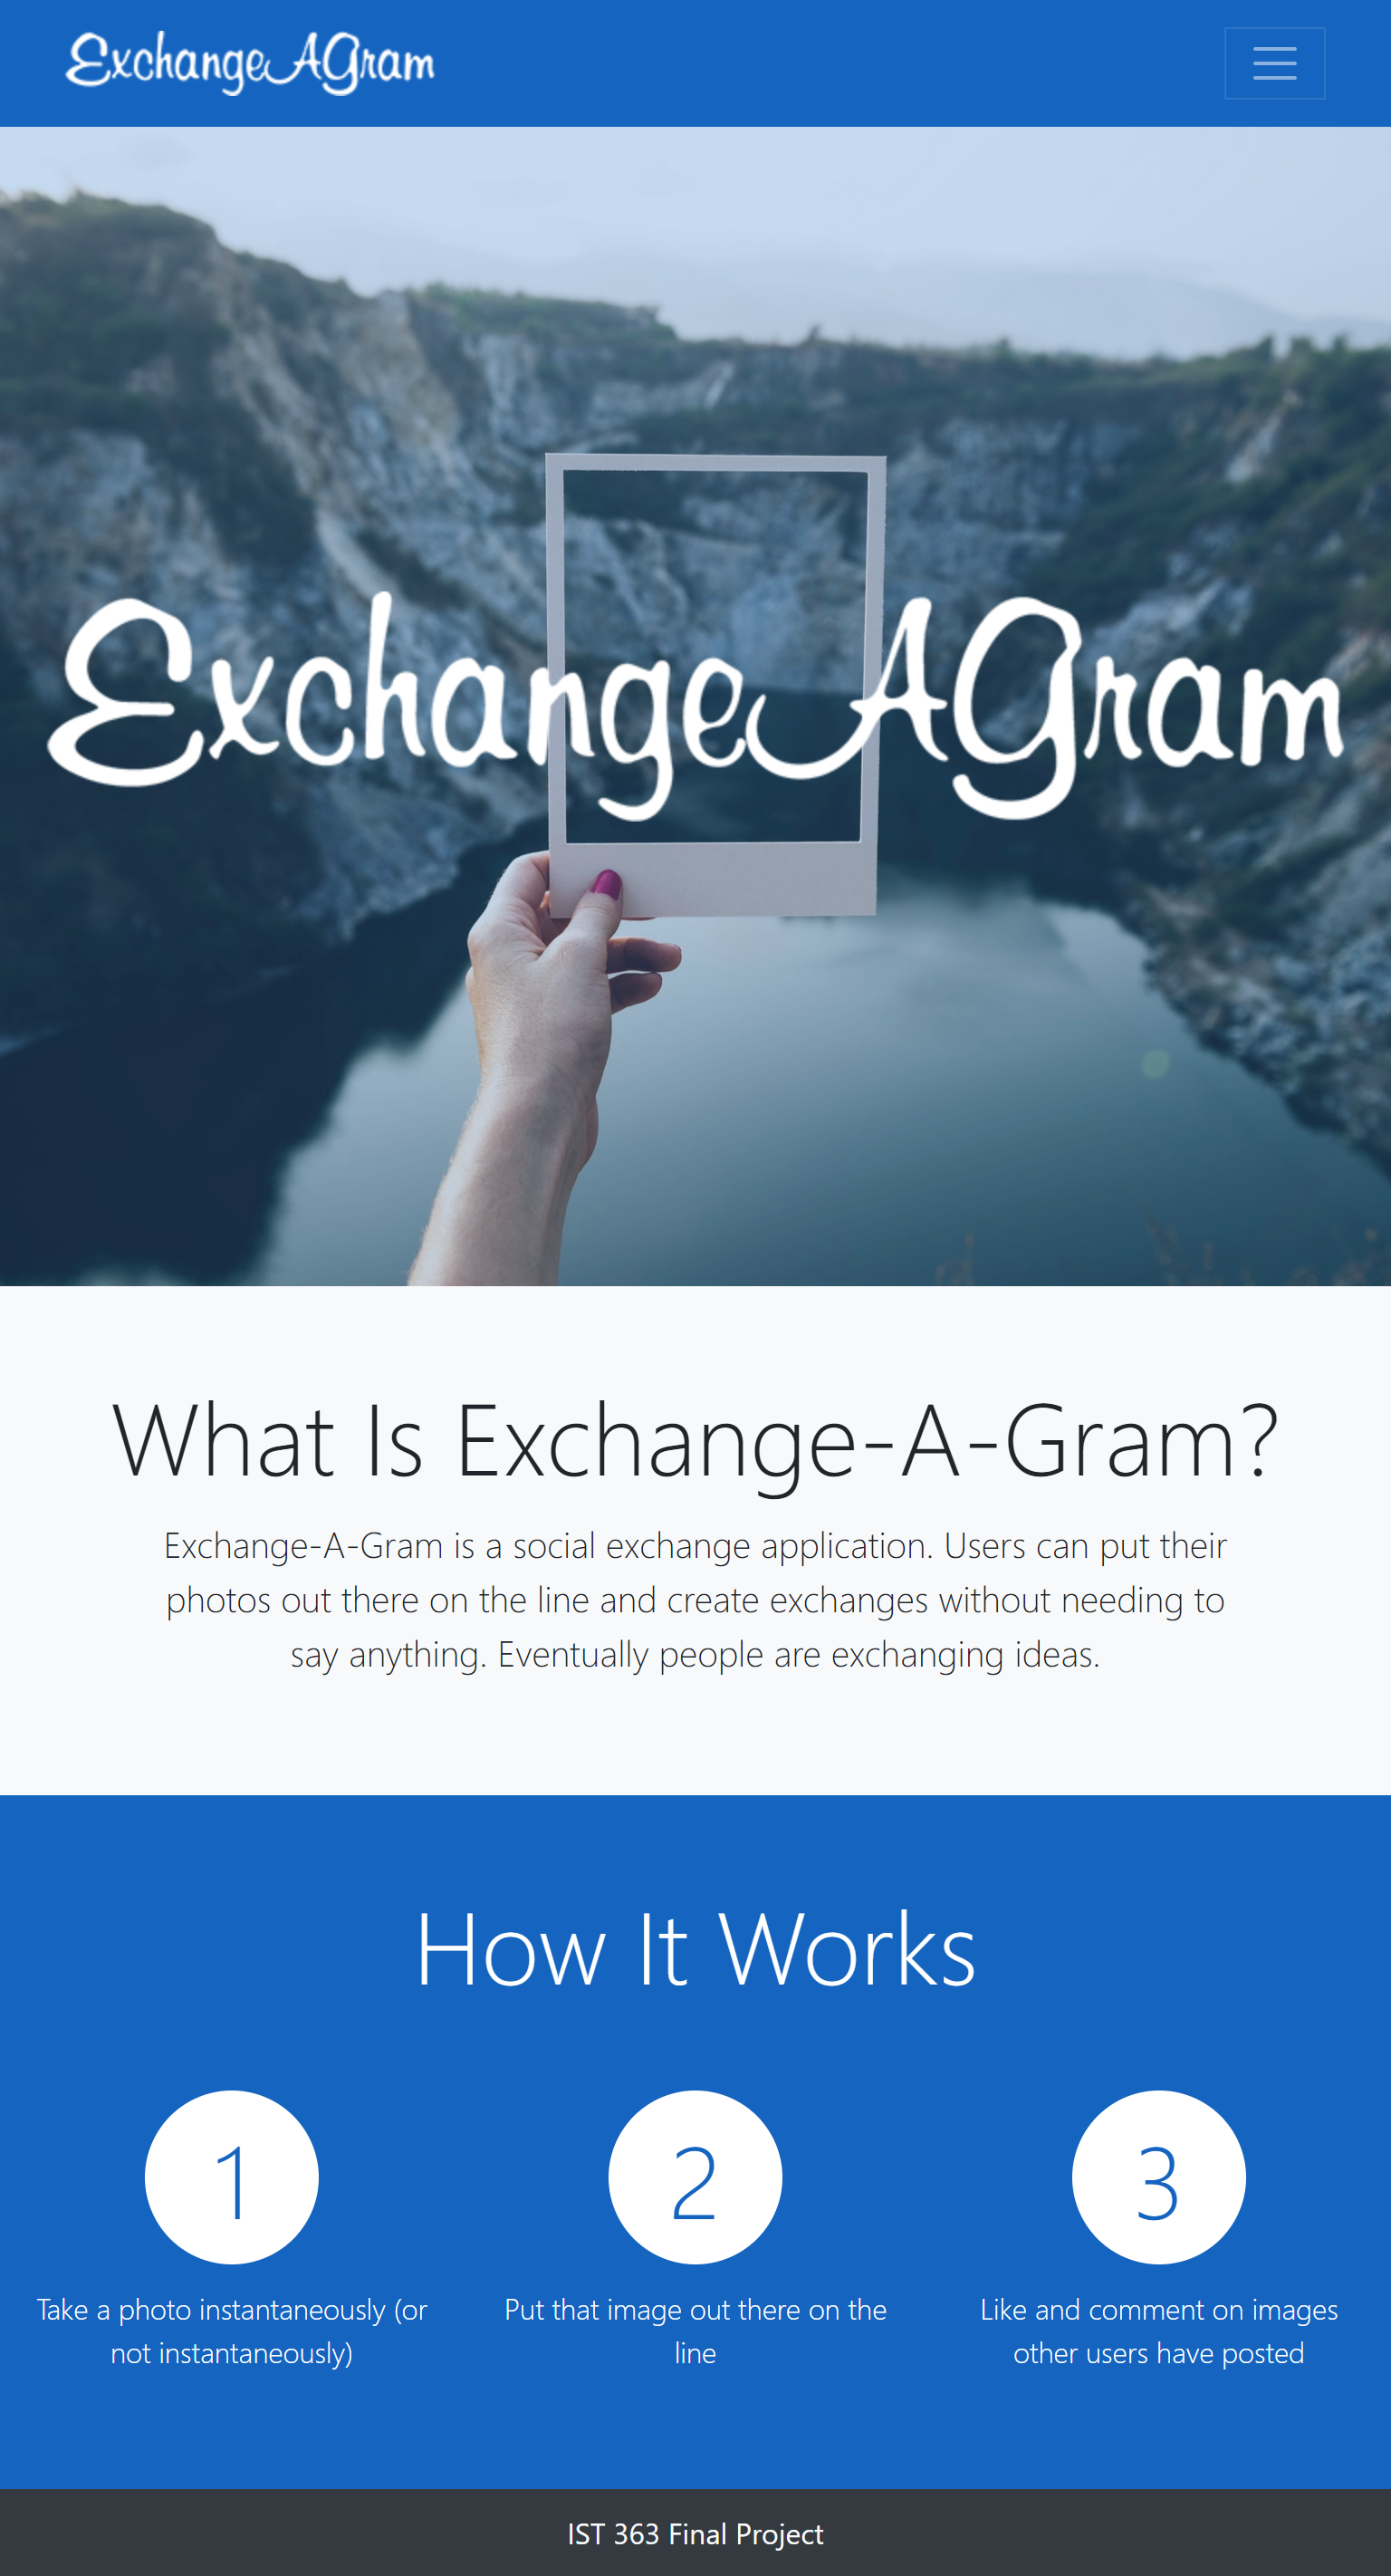 ExchangeAGram
ExchangeAGram
What Is Exchange-A-Gram?
Exchange-A-Gram is a social exchange application. Users can put their
photos out there on the line and create exchanges without needing to
say anything. Eventually people are exchanging ideas.
How It Works
1
Take a photo instantaneously (or
not instantaneously)
2
Put that image out there on the
line
3
Like and comment on images
other users have posted
IST 363 Final Project